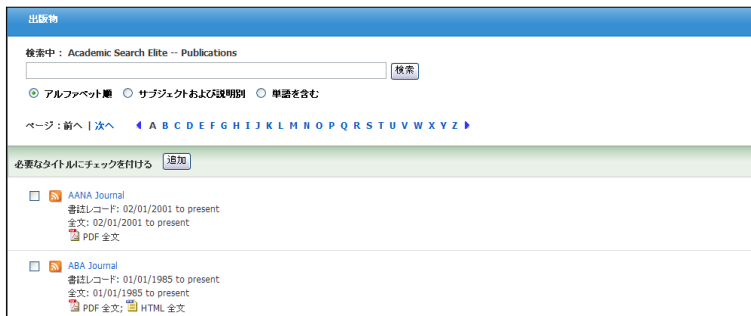 出版物
検索中： Academic Search Elite -- Publications
検索
アルファベット順 サブジェクトおよび説明別 単語を含む
ページ：前へ | 次へ A B C D E F G H I J K L M N O P Q R S T U V W X Y Z
必要なタイトルにチェックを付ける 追加
AANA Journal
書誌レコード: 02/01/2001 to present
全文: 02/01/2001 to present
PDF 全文
ABA Journal
書誌レコード: 01/01/1985 to present
全文: 01/01/1985 to present
PDF 全文; HTML 全文